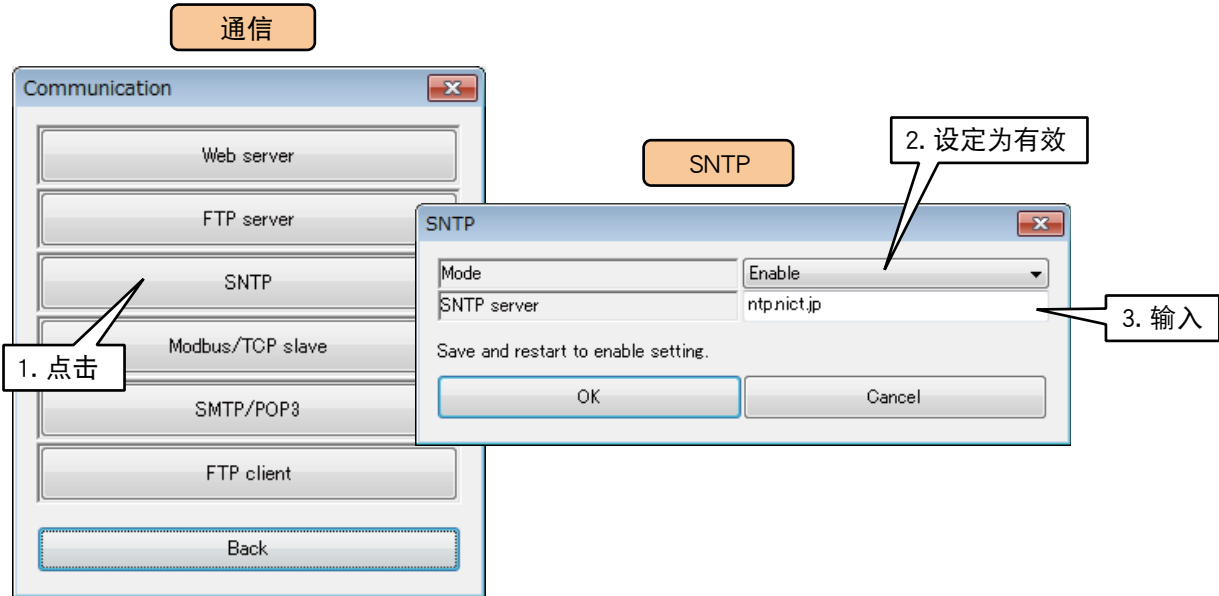 通信
Communication
Web server
FTP server
SNTP
Modbus/TCP slave
1. 点击
SMTP/POP3
FTP client
Back
SNTP
2. 设定为有效
SNTP
Mode
Enable
SNTP server
ntp.nict.jp
3. 输入
Save and restart to enable setting.
OK
Cancel